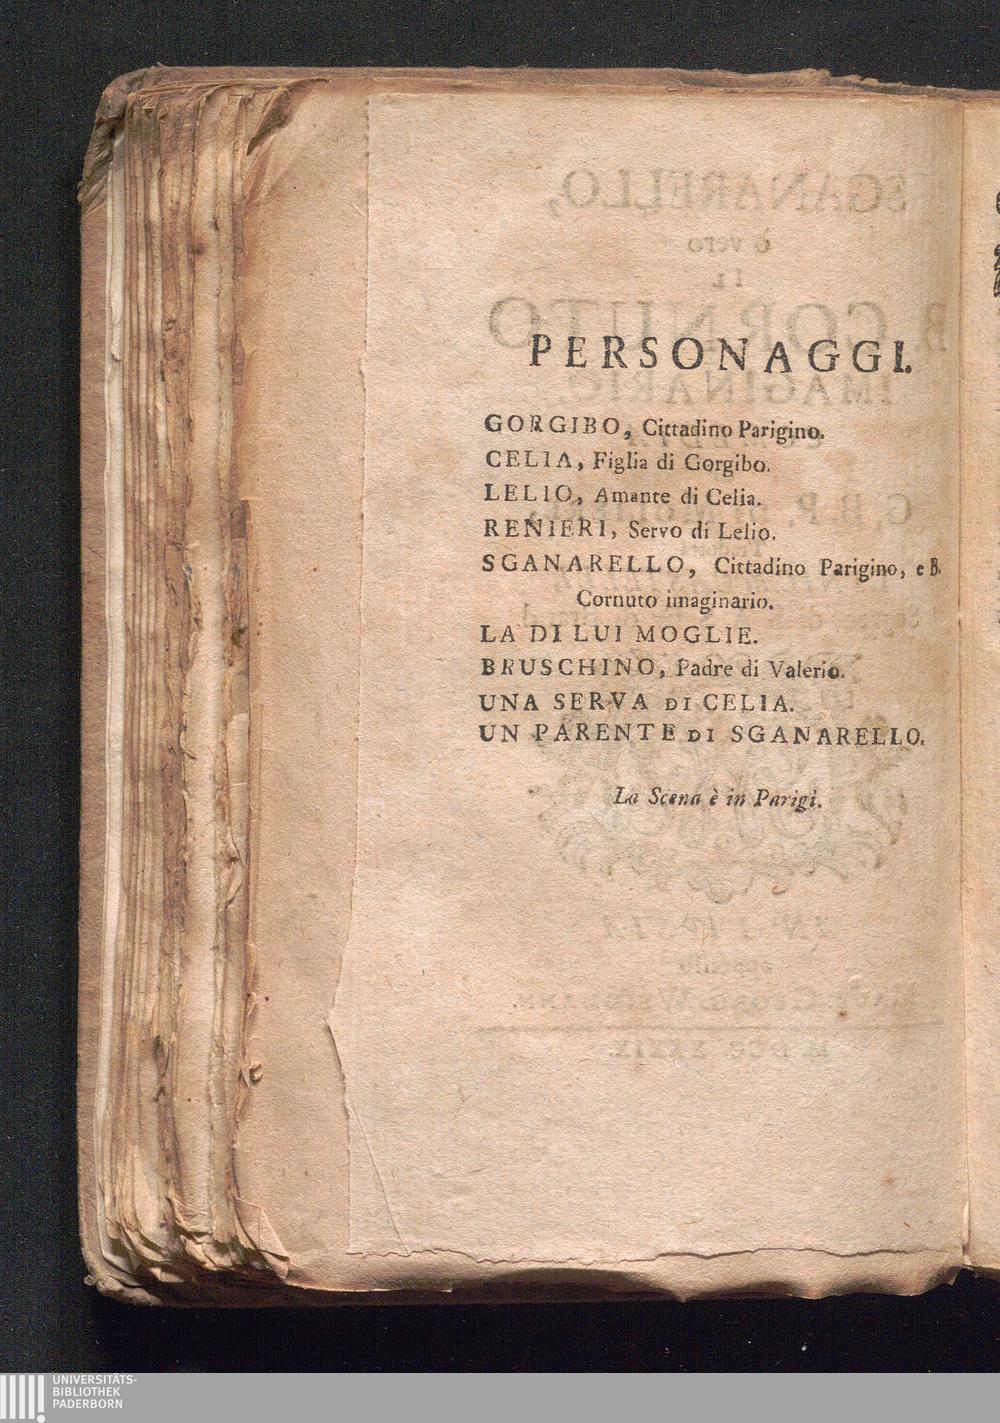 PERSONAGGI.
GORGIBO, Cittadino Parigino.
CELIA, Figlia di Gorgibo.
LELIO, Amante di Celia.
RENIERI, Servo di Lelio.
SGANARELLO, Cittadino Parigino, e B.
Cornuto imaginario.
LA DI LUI MOGLIE.
BRUSCHINO, Padre di Valerio.
UNA SERVA DI CELIA.
UN PARENTE DI SGANARELLO.
La Scena è in Parigi.
UNIVERSITÄTS-
BIBLIOTHEK
PADERBORN